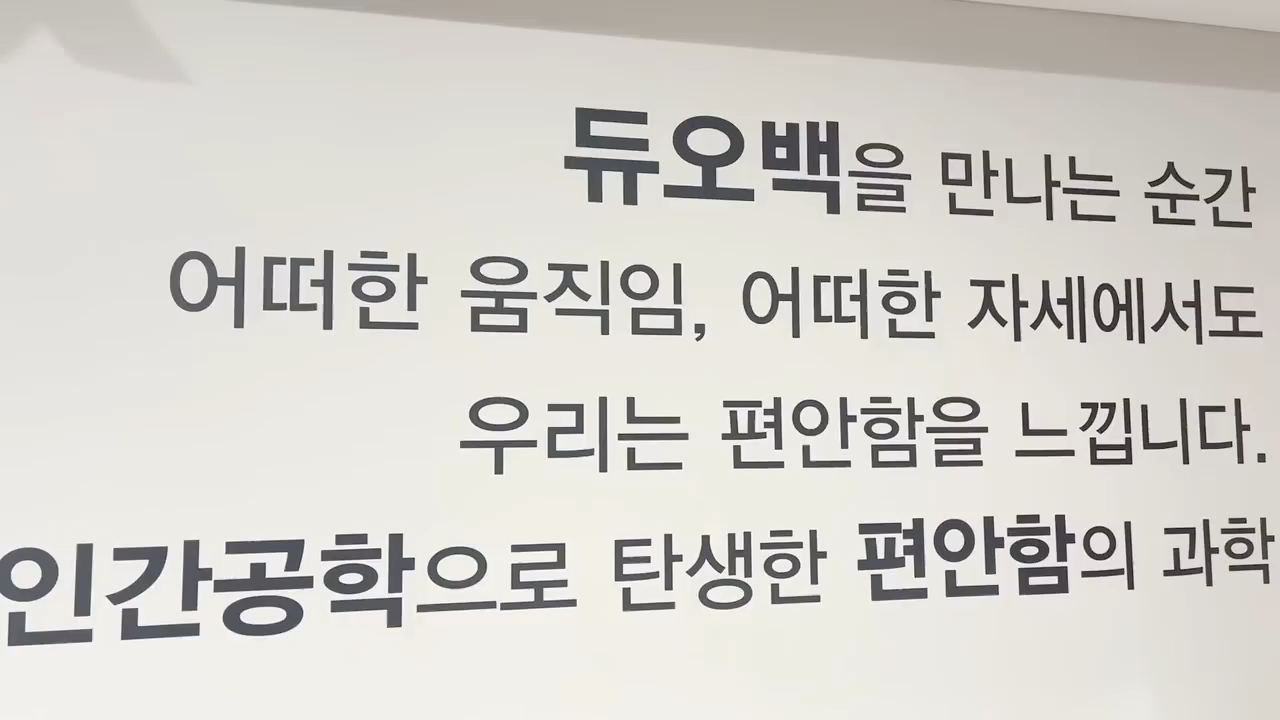 듀오백을 만나는 순간
어떠한 움직임, 어떠한 자세에서도
우리는 편안함을 느낍니다.
인간공학으로 탄생한 편안함의 과학